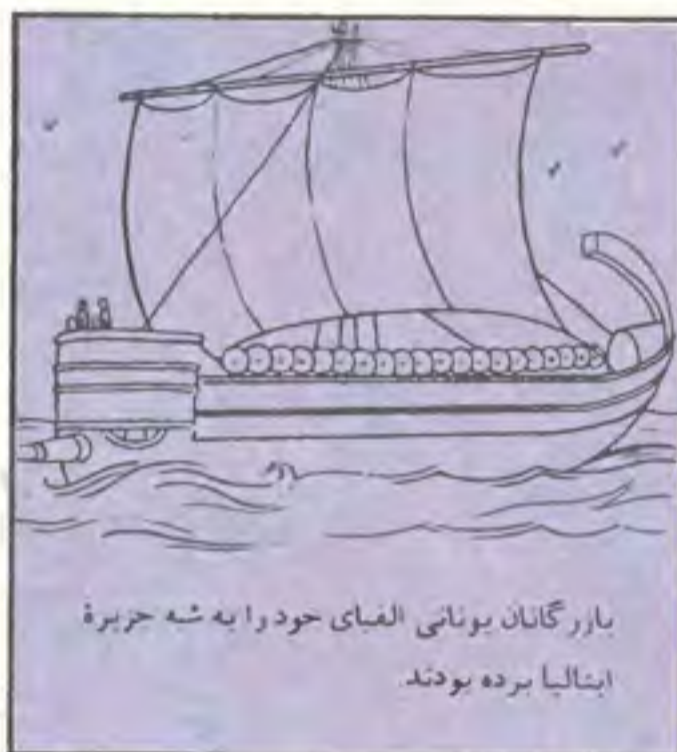 بازرگانان یونانی الفبای خود را به شبه جزیرهٔ
ایتالیا برده بودند.